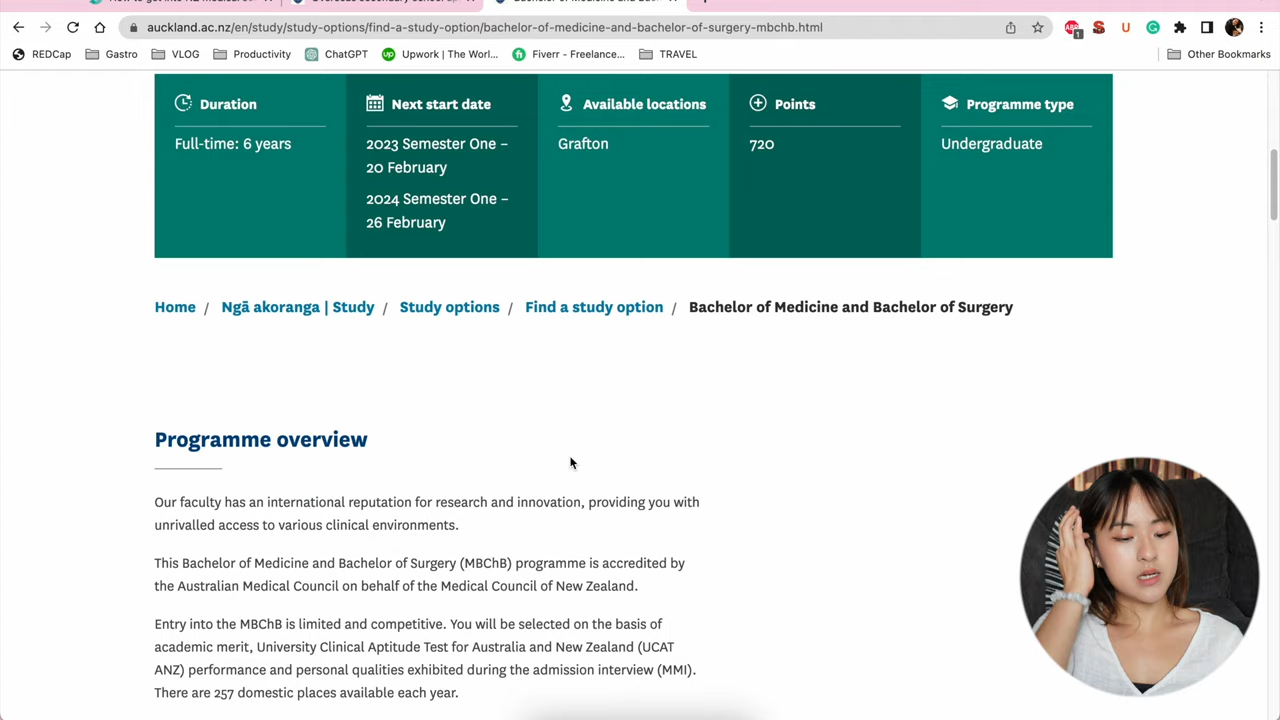 auckland.ac.nz/en/study/study-options/find-a-study-option/bachelor-of-medicine-and-bachelor-of-surgery-mbchb.html
1
REDCap
Gastro
VLOG
Productivity
ChatGPT
Upwork | The Worl...
Fiverr - Freelance...
TRAVEL
Other Bookmarks
Duration
Full-time: 6 years
Next start date
2023 Semester One –
20 February
2024 Semester One –
26 February
Available locations
Grafton
Points
720
Programme type
Undergraduate
Home / Ngā akoranga | Study / Study options / Find a study option / Bachelor of Medicine and Bachelor of Surgery
Programme overview
Our faculty has an international reputation for research and innovation, providing you with
unrivalled access to various clinical environments.
This Bachelor of Medicine and Bachelor of Surgery (MBChB) programme is accredited by
the Australian Medical Council on behalf of the Medical Council of New Zealand.
Entry into the MBChB is limited and competitive. You will be selected on the basis of
academic merit, University Clinical Aptitude Test for Australia and New Zealand (UCAT
ANZ) performance and personal qualities exhibited during the admission interview (MMI).
There are 257 domestic places available each year.